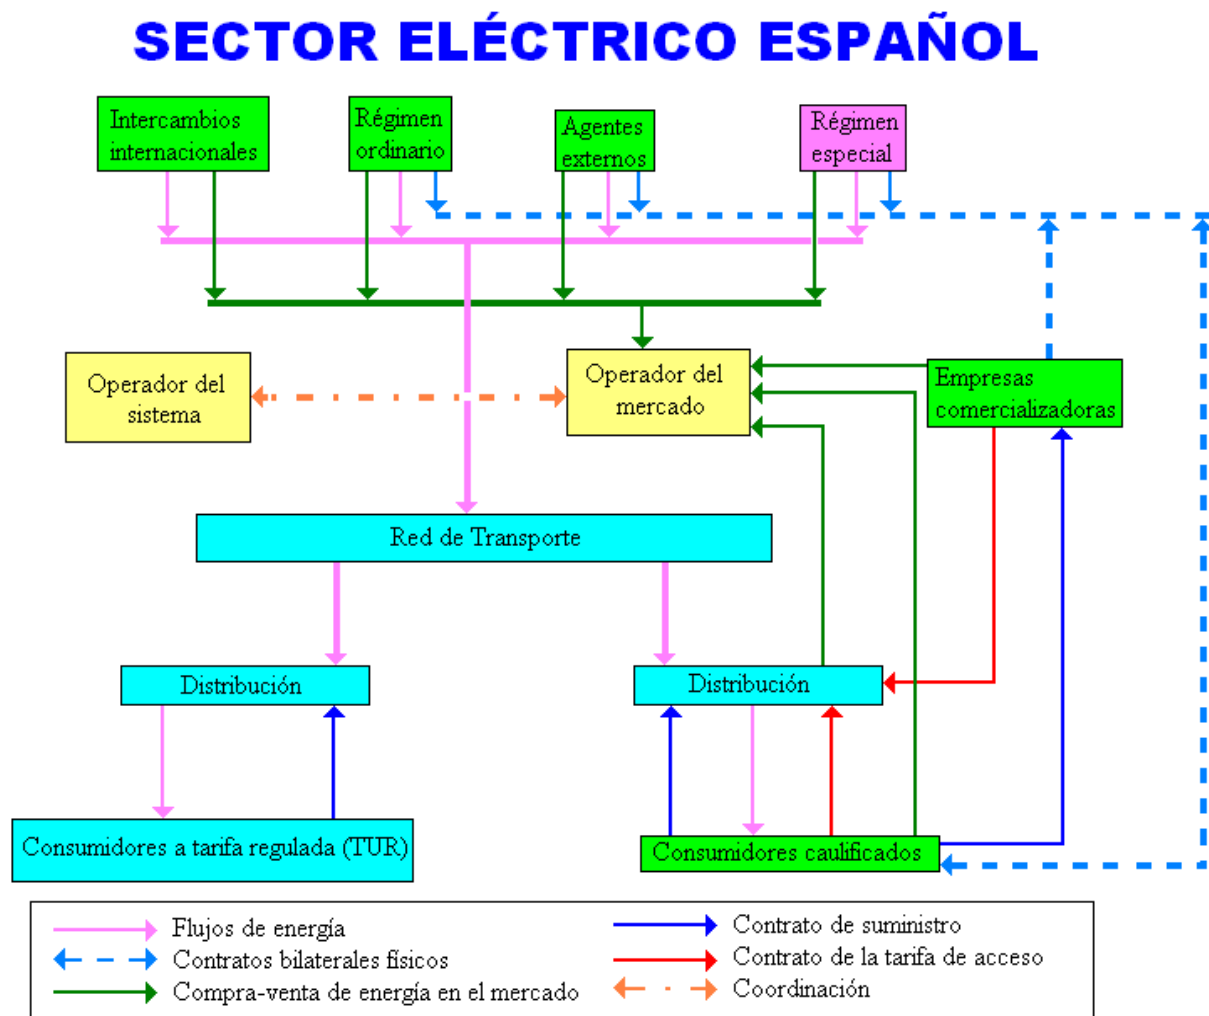 SECTOR ELÉCTRICO ESPAÑOL
Intercambios
internacionales
Régimen
ordinario
Agentes
externos
Régimen
especial
Operador del
sistema
Operador del
mercado
Empresas
comercializadoras
Red de Transporte
Distribución
Distribución
Consumidores a tarifa regulada (TUR)
Consumidores caulificados
Flujos de energía
Contratos bilaterales físicos
Compra-venta de energía en el mercado
Contrato de suministro
Contrato de la tarifa de acceso
Coordinación